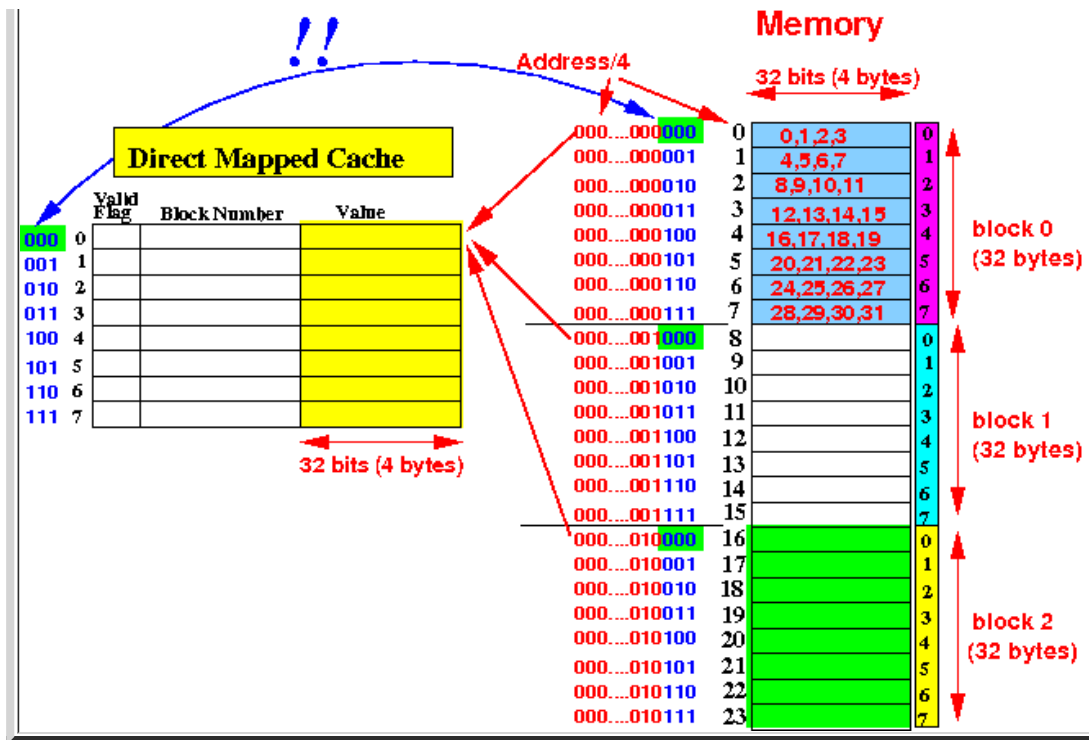 !!
Memory
Address/4
32 bits (4 bytes)
Direct Mapped Cache
Valid Flag Block Number Value
000 0
001 1
010 2
011 3
100 4
101 5
110 6
111 7
32 bits (4 bytes)
000....000000 0 0,1,2,3 0
000....000001 1 4,5,6,7 1
000....000010 2 8,9,10,11 2
000....000011 3 12,13,14,15 3
000....000100 4 16,17,18,19 4
000....000101 5 20,21,22,23 5
000....000110 6 24,25,26,27 6
000....000111 7 28,29,30,31 7
block 0
(32 bytes)
000....001000 8 0
000....001001 9 1
000....001010 10 2
000....001011 11 3
000....001100 12 4
000....001101 13 5
000....001110 14 6
000....001111 15 7
block 1
(32 bytes)
000....010000 16 0
000....010001 17 1
000....010010 18 2
000....010011 19 3
000....010100 20 4
000....010101 21 5
000....010110 22 6
000....010111 23 7
block 2
(32 bytes)